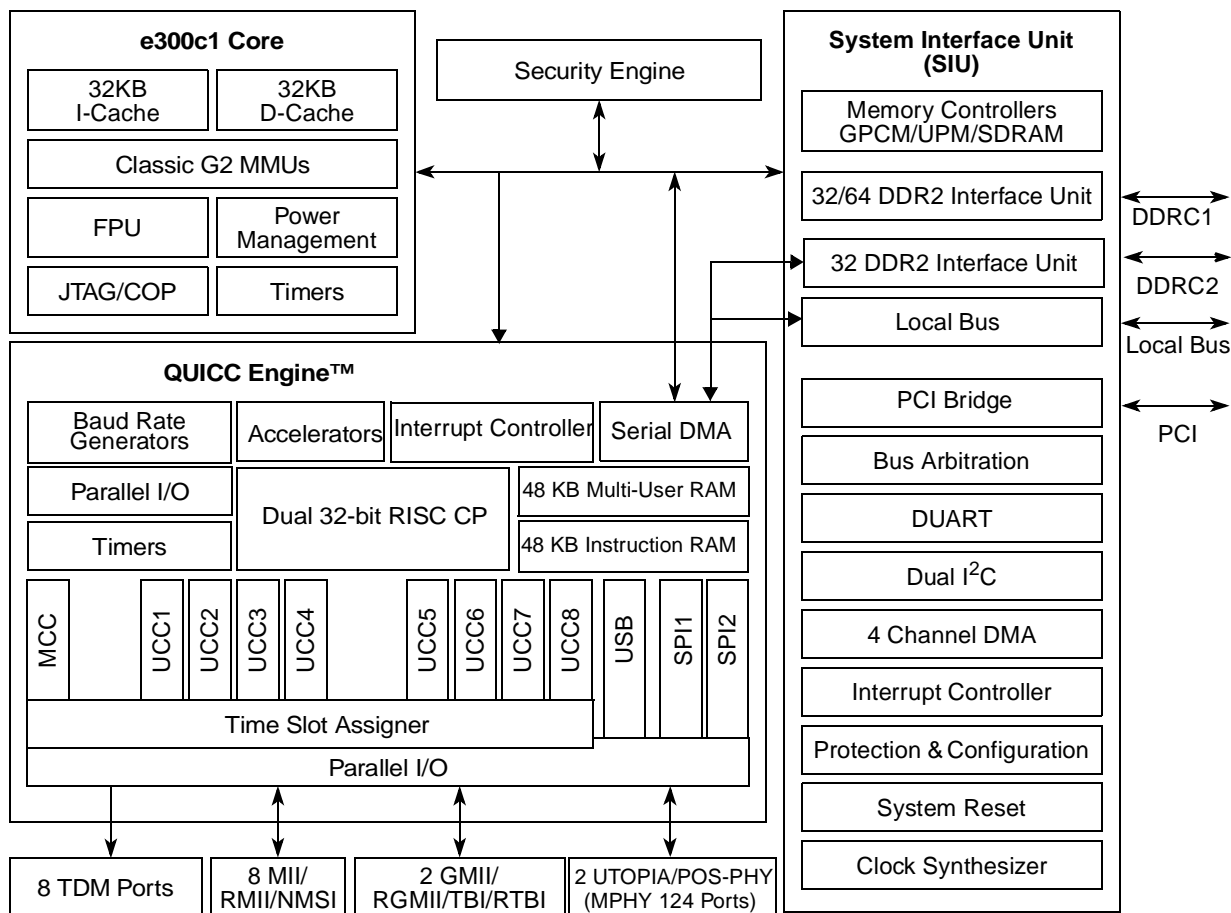 e300c1 Core
32KB
I-Cache
32KB
D-Cache
Classic G2 MMUs
FPU
Power
Management
JTAG/COP
Timers
Security Engine
System Interface Unit
(SIU)
Memory Controllers
GPCM/UPM/SDRAM
32/64 DDR2 Interface Unit
32 DDR2 Interface Unit
Local Bus
PCI Bridge
Bus Arbitration
DUART
Dual I²C
4 Channel DMA
Interrupt Controller
Protection & Configuration
System Reset
Clock Synthesizer
DDRC1
DDRC2
Local Bus
PCI
QUICC Engine™
Baud Rate
Generators
Accelerators
Interrupt Controller
Serial DMA
Parallel I/O
Dual 32-bit RISC CP
48 KB Multi-User RAM
Timers
48 KB Instruction RAM
MCC
UCC1
UCC2
UCC3
UCC4
UCC5
UCC6
UCC7
UCC8
USB
SPI1
SPI2
Time Slot Assigner
Parallel I/O
8 TDM Ports
8 MII/
RMII/NMSI
2 GMII/
RGMII/TBI/RTBI
2 UTOPIA/POS-PHY
(MPHY 124 Ports)